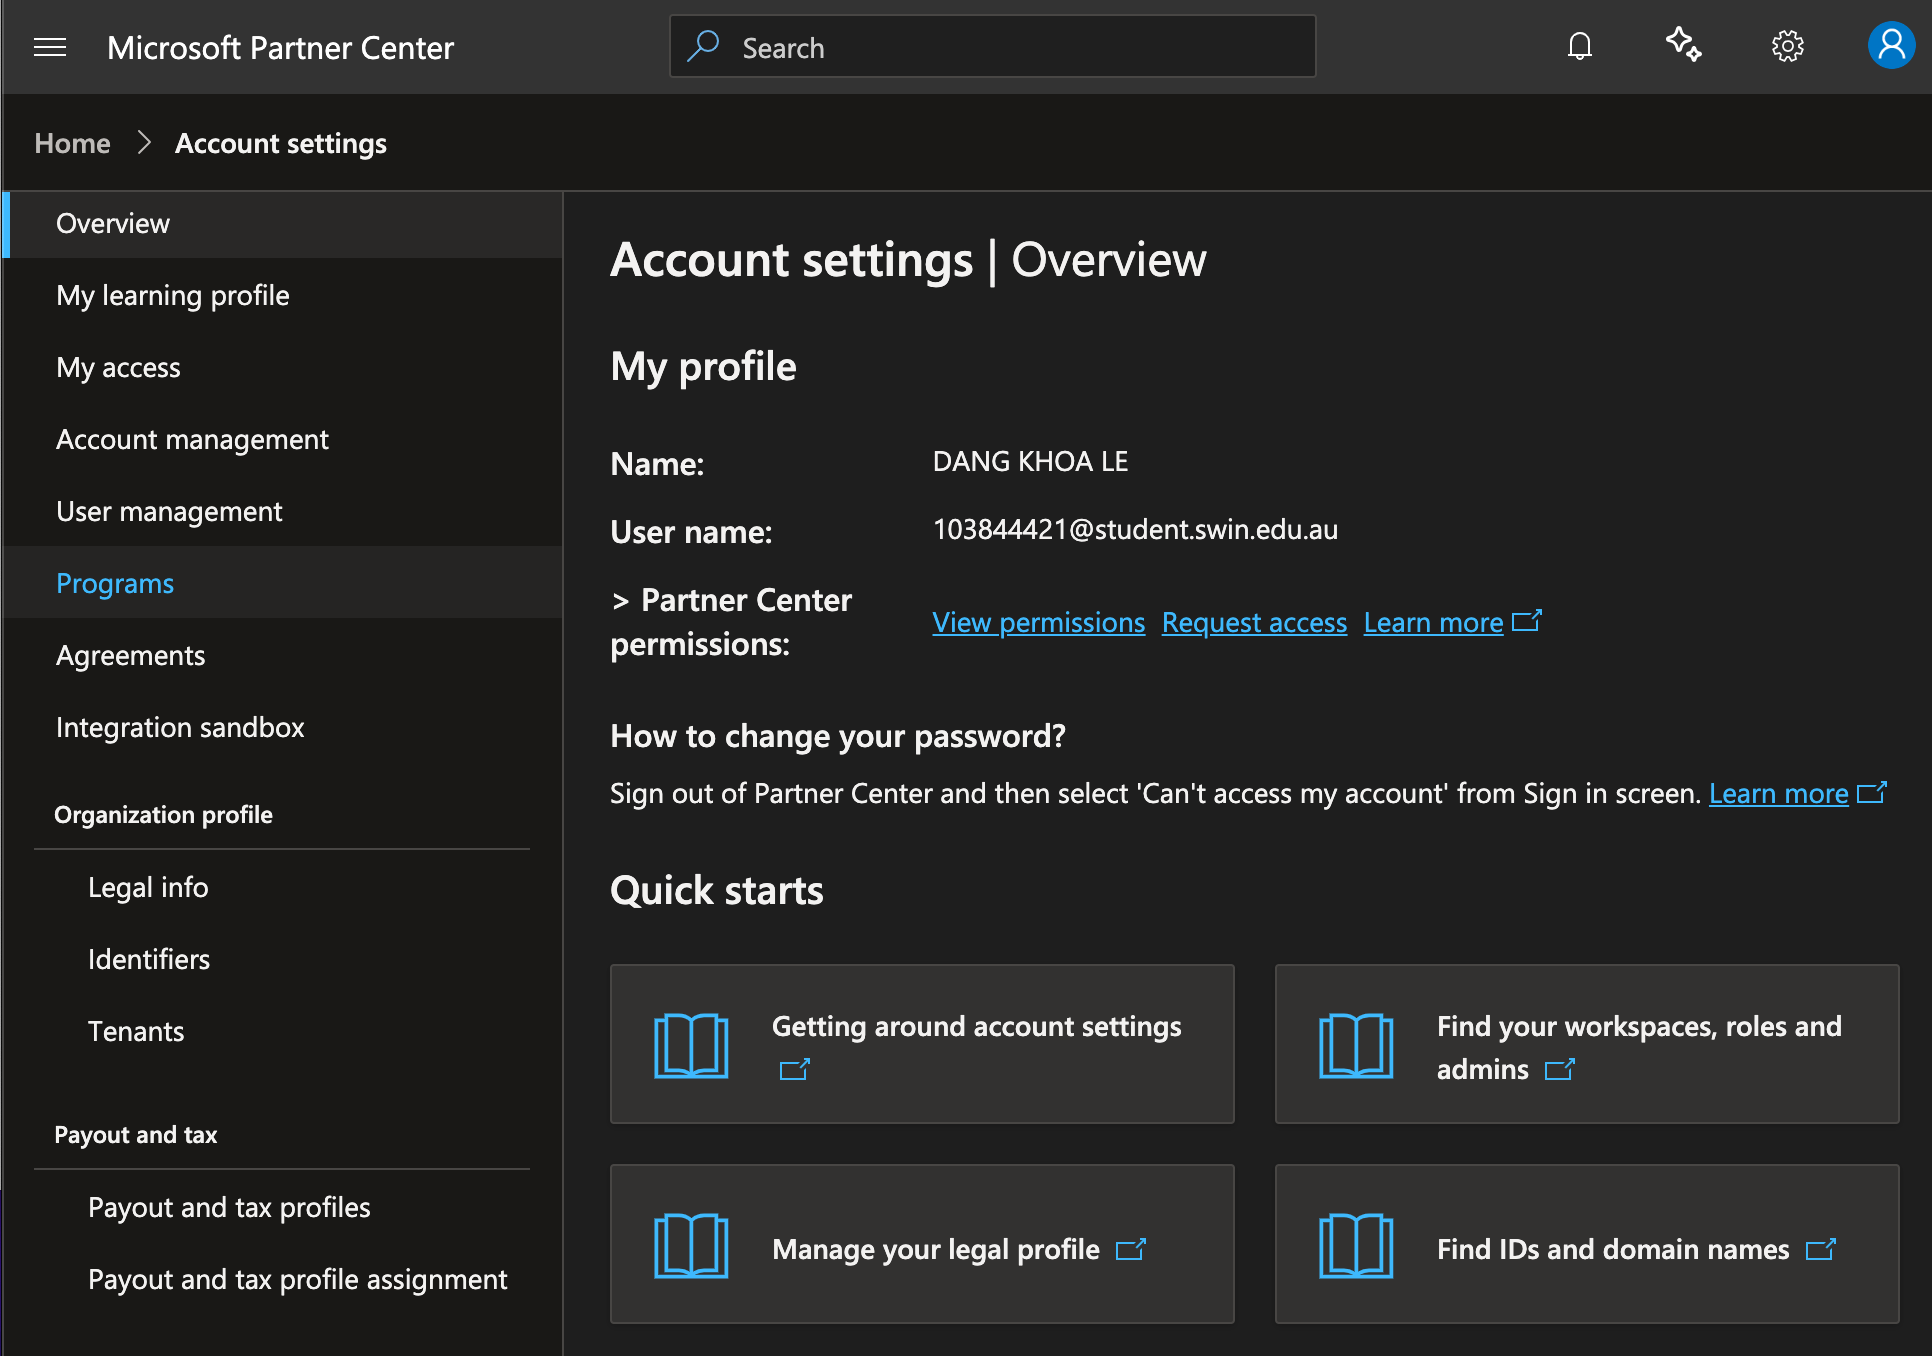 Microsoft Partner Center
Search
Home > Account settings
Overview
My learning profile
My access
Account management
User management
Programs
Agreements
Integration sandbox
Organization profile
Legal info
Identifiers
Tenants
Payout and tax
Payout and tax profiles
Payout and tax profile assignment
Account settings | Overview
My profile
Name: DANG KHOA LE
User name: 103844421@student.swin.edu.au
> Partner Center
permissions:
View permissions Request access Learn more
How to change your password?
Sign out of Partner Center and then select 'Can't access my account' from Sign in screen. Learn more
Quick starts
Getting around account settings
Find your workspaces, roles and
admins
Manage your legal profile
Find IDs and domain names